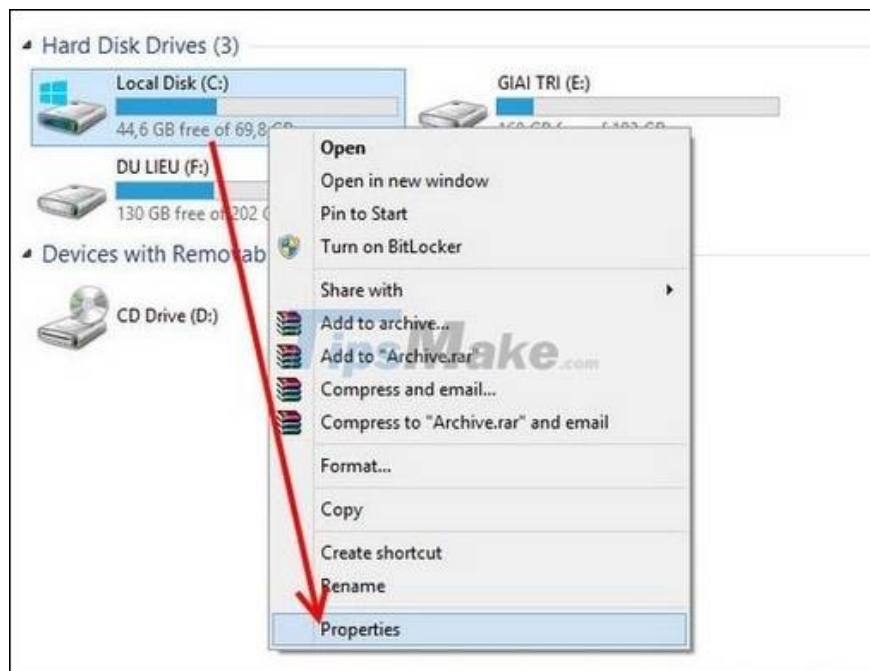 Hard Disk Drives (3)
Local Disk (C:)
44,6 GB free of 69,8 GB
GIAI TRI (E:)
DU LIEU (F:)
130 GB free of 202 G
Devices with Removab
CD Drive (D:)
Open
Open in new window
Pin to Start
Turn on BitLocker
Share with
Add to archive...
Add to "Archive.rar"
Compress and email...
Compress to "Archive.rar" and email
Format...
Copy
Create shortcut
Rename
Properties
TipsMake.com